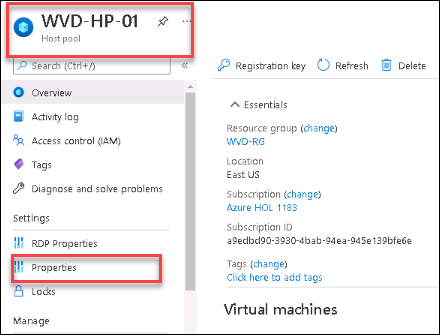 WVD-HP-01
Host pool
Search (Ctrl+/)
Overview
Activity log
Access control (IAM)
Tags
Diagnose and solve problems
Settings
RDP Properties
Properties
Locks
Manage
Registration key Refresh Delete
Essentials
Resource group (change)
WVD-RG
Location
East US
Subscription (change)
Azure HOL 1183
Subscription ID
a9edbd90-3930-4bab-94ea-945e139bfe6e
Tags (change)
Click here to add tags
Virtual machines